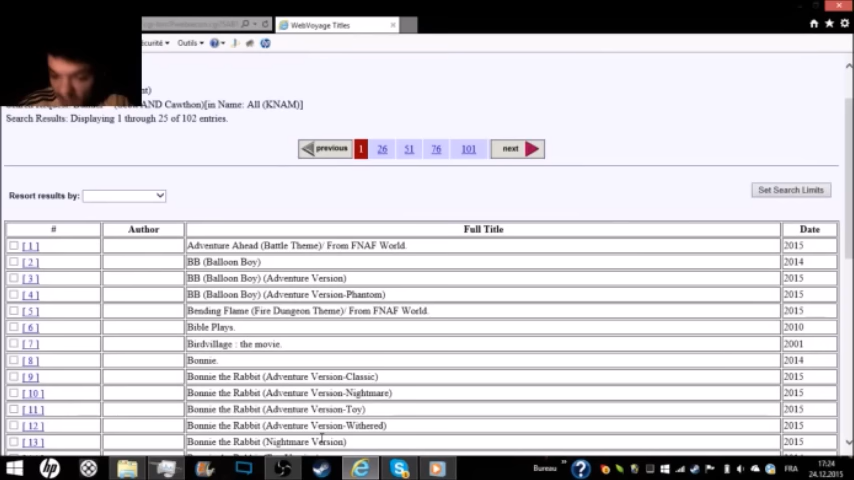 WebVoyage Titles
Outils
AND Cawthon)[in Name: All (KNAM)]
Search Results: Displaying 1 through 25 of 102 entries.
previous 1 26 51 76 101 next
Resort results by:
Set Search Limits
# Author Full Title Date
[1] Adventure Ahead (Battle Theme)/ From FNAF World. 2015
[2] BB (Balloon Boy) 2014
[3] BB (Balloon Boy) (Adventure Version) 2015
[4] BB (Balloon Boy) (Adventure Version-Phantom) 2015
[5] Bending Flame (Fire Dungeon Theme)/ From FNAF World. 2015
[6] Bible Plays. 2010
[7] Birdvillage : the movie. 2001
[8] Bonnie. 2014
[9] Bonnie the Rabbit (Adventure Version-Classic) 2015
[10] Bonnie the Rabbit (Adventure Version-Nightmare) 2015
[11] Bonnie the Rabbit (Adventure Version-Toy) 2015
[12] Bonnie the Rabbit (Adventure Version-Withered) 2015
[13] Bonnie the Rabbit (Nightmare Version) 2015
Bureau FRA 17:24
24.12.2015